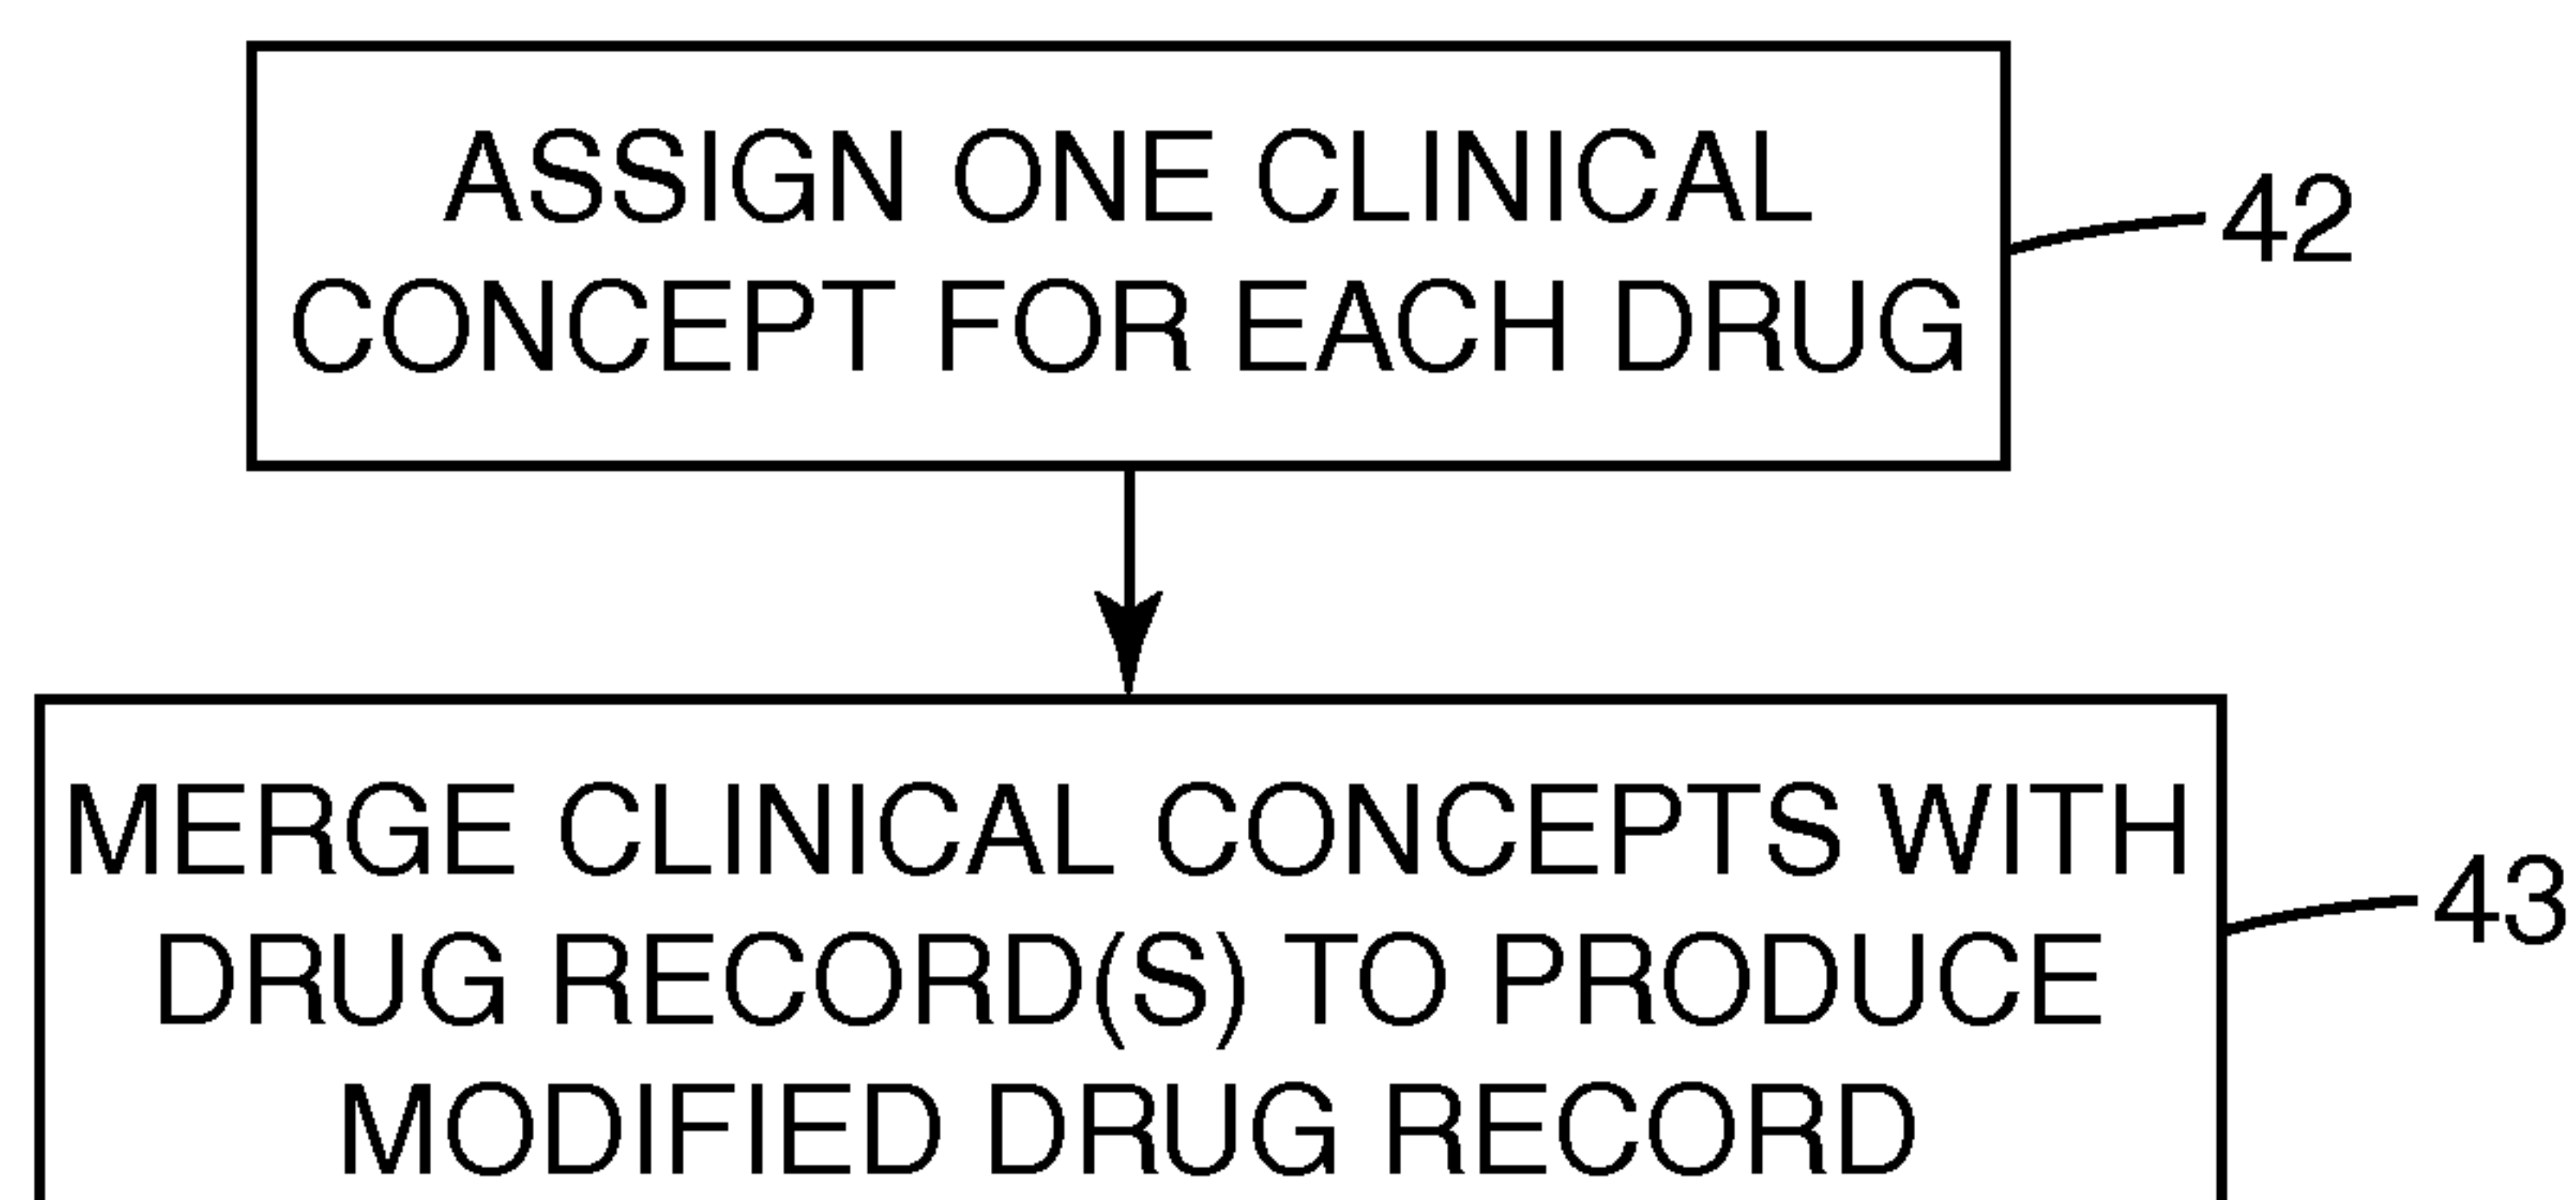 ASSIGN ONE CLINICAL
CONCEPT FOR EACH DRUG
42
MERGE CLINICAL CONCEPTS WITH
DRUG RECORD(S) TO PRODUCE
MODIFIED DRUG RECORD
43